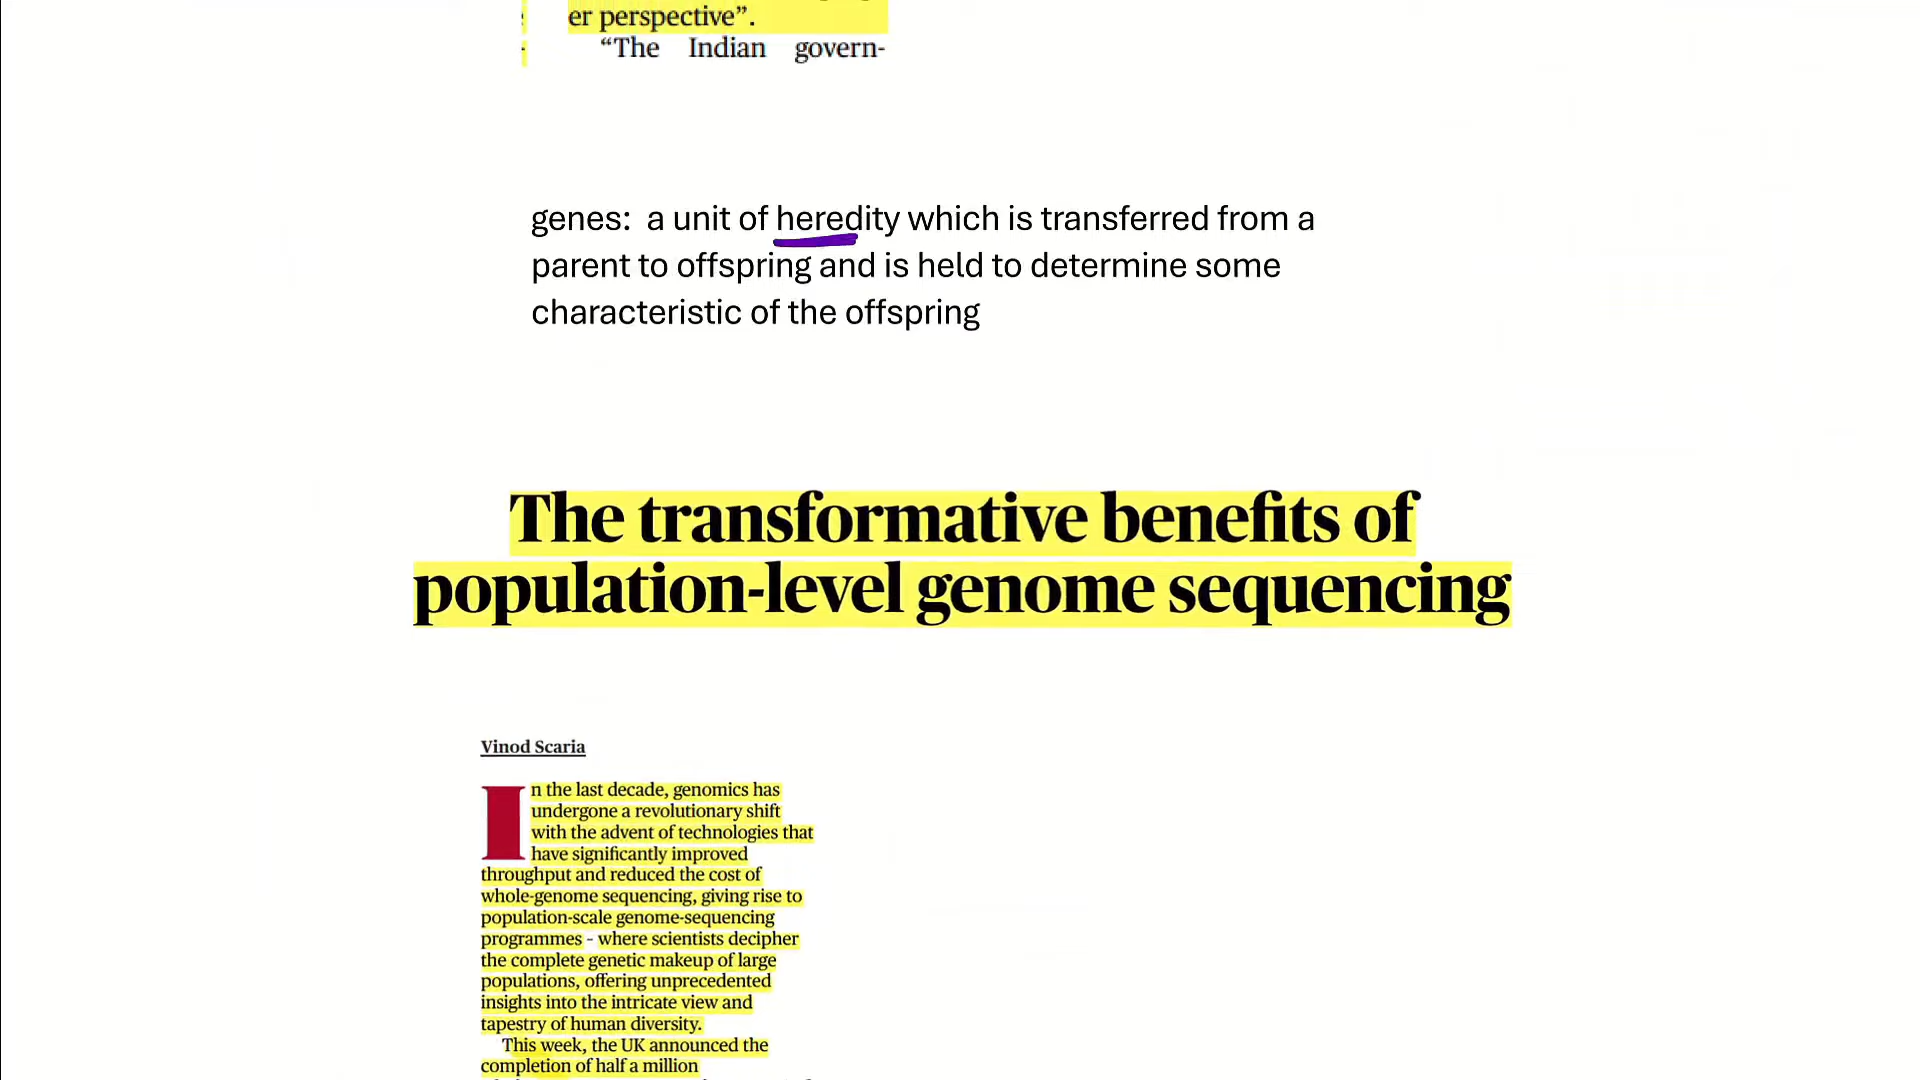 er perspective”.
“The Indian govern-
genes: a unit of heredity which is transferred from a
parent to offspring and is held to determine some
characteristic of the offspring
The transformative benefits of
population-level genome sequencing
Vinod Scaria
In the last decade, genomics has
undergone a revolutionary shift
with the advent of technologies that
have significantly improved
throughput and reduced the cost of
whole-genome sequencing, giving rise to
population-scale genome-sequencing
programmes - where scientists decipher
the complete genetic makeup of large
populations, offering unprecedented
insights into the intricate view and
tapestry of human diversity.
This week, the UK announced the
completion of half a million